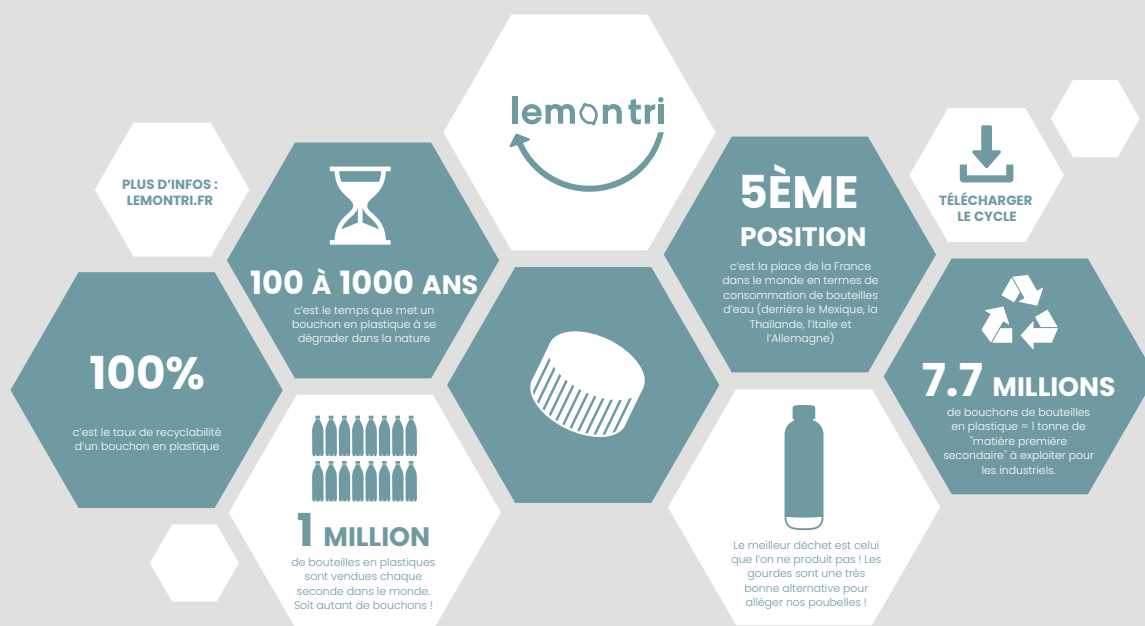 lemontri
PLUS D'INFOS :
LEMONTRI.FR
100 À 1000 ANS
c'est le temps que met un
bouchon en plastique à se
dégrader dans la nature
5ÈME
POSITION
c'est la place de la France
dans le monde en termes de
consommation de bouteilles
d'eau (derrière le Mexique, la
Thaïlande, l'Italie et
l'Allemagne)
TÉLÉCHARGER
LE CYCLE
100%
c'est le taux de recyclabilité
d'un bouchon en plastique
7.7 MILLIONS
de bouchons de bouteilles
en plastique = 1 tonne de
"matière première
secondaire" à exploiter pour
les industriels.
1 MILLION
de bouteilles en plastiques
sont vendues chaque
seconde dans le monde.
Soit autant de bouchons !
Le meilleur déchet est celui
que l'on ne produit pas ! Les
gourdes sont une très
bonne alternative pour
alléger nos poubelles !